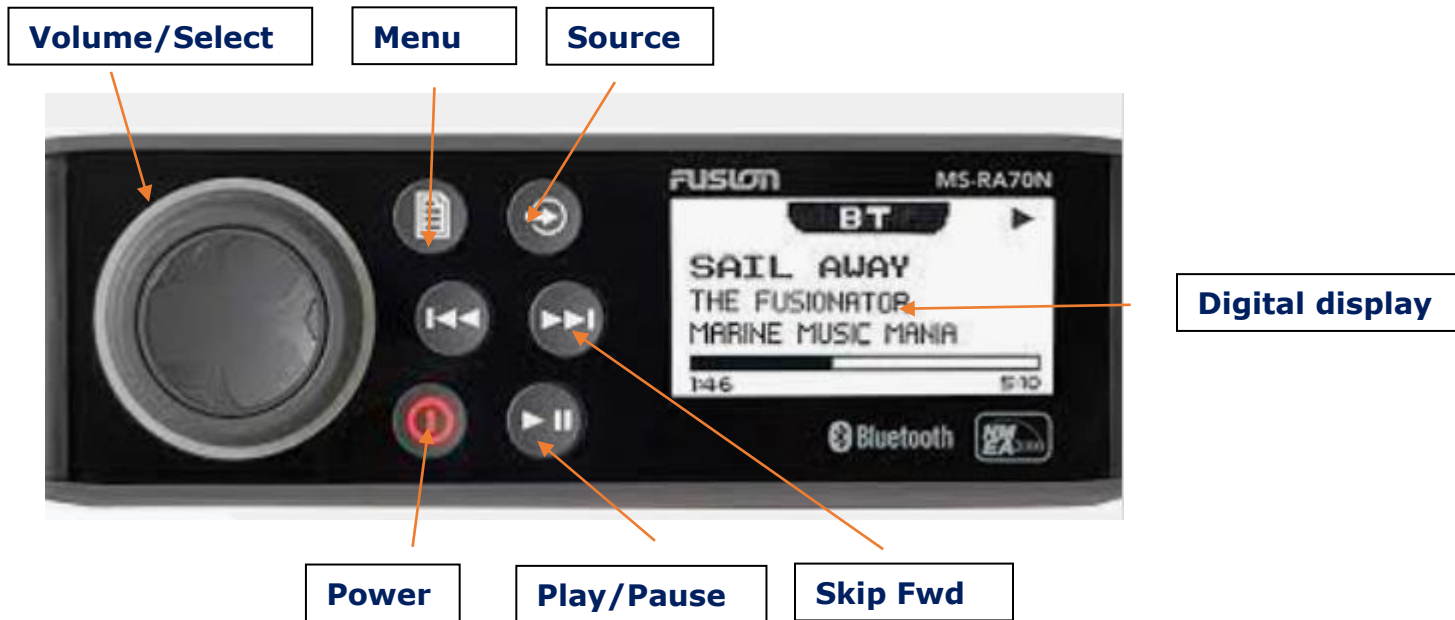 Volume/Select
Menu
Source
FUSION
MS-RA70N
BT
SAIL AWAY
THE FUSIONATOR
MARINE MUSIC MANIA
1:46
5:10
Digital display
Bluetooth
Power
Play/Pause
Skip Fwd